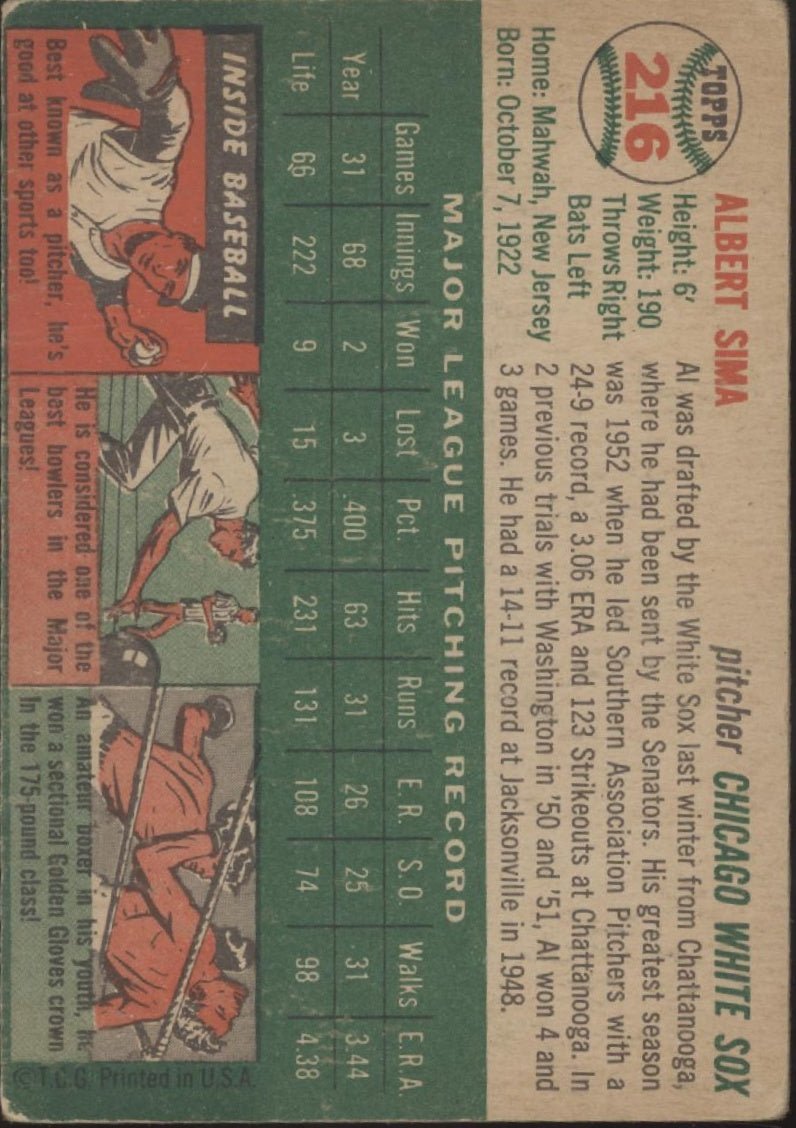 TOPPS
216
ALBERT SIMA
pitcher CHICAGO WHITE SOX
Height: 6'
Weight: 190
Throws Right
Bats Left
Home: Mahwah, New Jersey
Born: October 7, 1922
Al was drafted by the White Sox last winter from Chattanooga,
where he had been sent by the Senators. His greatest season
was 1952 when he led Southern Association Pitchers with a
24-9 record, a 3.06 ERA and 123 Strikeouts at Chattanooga. In
2 previous trials with Washington in '50 and '51, Al won 4 and
3 games. He had a 14-11 record at Jacksonville in 1948.
MAJOR LEAGUE PITCHING RECORD
Games Innings Won Lost Pct. Hits Runs E.R. S.O. Walks E.R.A.
Year 31 68 2 3 .400 63 31 26 25 31 3.44
Life 66 222 9 15 .375 231 131 108 74 98 4.38
INSIDE BASEBALL
Best known as a pitcher, he's
good at other sports too!
He is considered one of the
best bowlers in the Major
Leagues!
An amateur boxer in his youth, he
won a sectional Golden Gloves crown
In the 175-pound class!
© T.C.G. Printed in U.S.A.